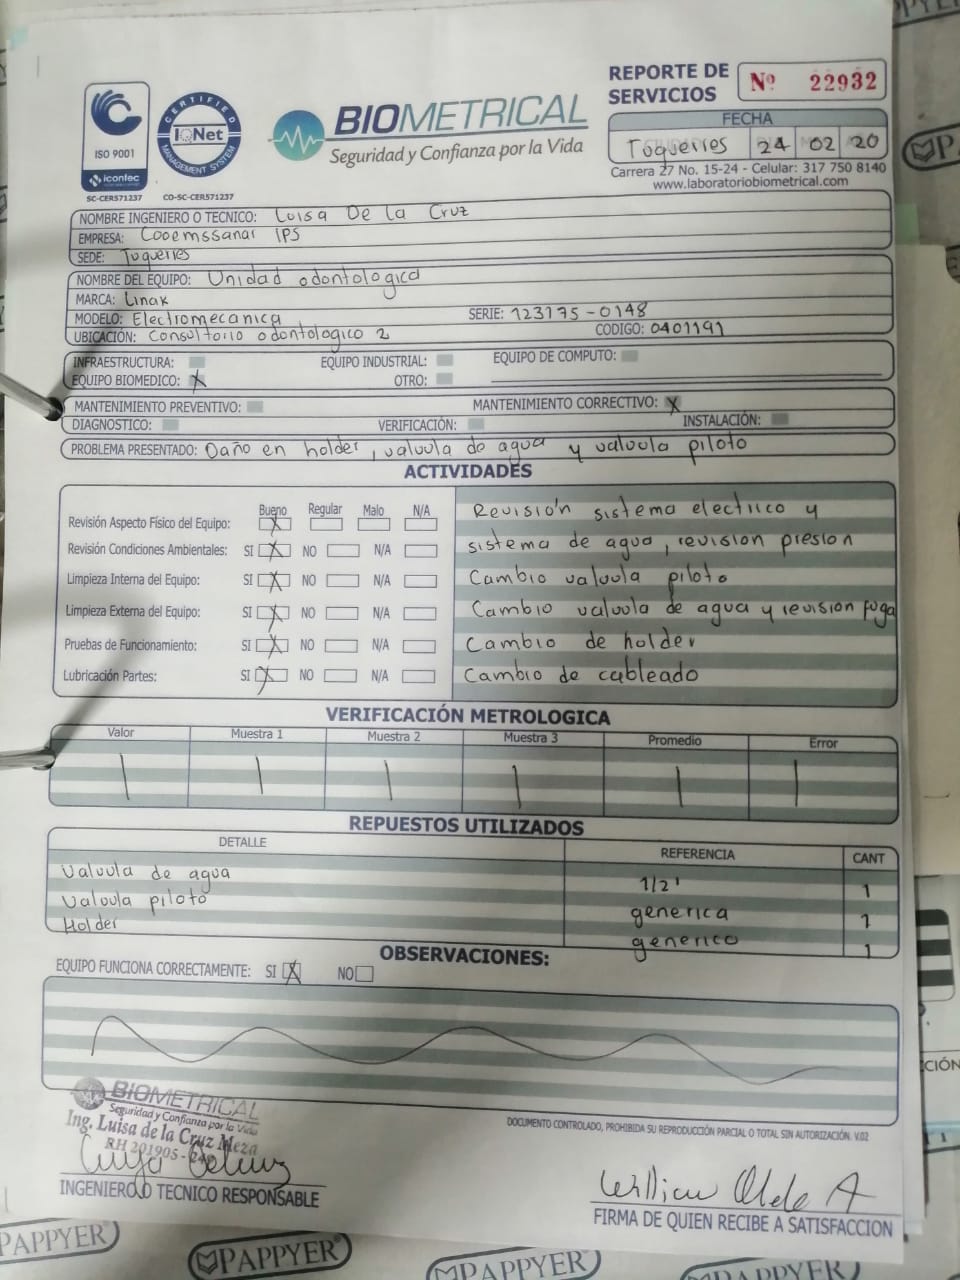 REPORTE DE SERVICIOS
Nº 22932
ISO 9001
icontec
SC-CER571237
CERTIFIED
IQNet
MANAGEMENT SYSTEM
CO-SC-CER571237
BIOMETRICAL
Seguridad y Confianza por la Vida
FECHA
Tuquerres 24 02 20
Carrera 27 No. 15-24 - Celular: 317 750 8140
www.laboratoriobiometrical.com
NOMBRE INGENIERO O TECNICO: Luisa De La Cruz
EMPRESA: Cooemssanar IPS
SEDE: Tuquerres
NOMBRE DEL EQUIPO: Unidad odontologica
MARCA: Linak
MODELO: Electromecanica SERIE: 123175-0148
UBICACIÓN: Consultorio odontologico 2 CODIGO: 0401191
INFRAESTRUCTURA: EQUIPO INDUSTRIAL: EQUIPO DE COMPUTO:
EQUIPO BIOMEDICO: X OTRO:
MANTENIMIENTO PREVENTIVO: MANTENIMIENTO CORRECTIVO: X
DIAGNOSTICO: VERIFICACIÓN: INSTALACIÓN:
PROBLEMA PRESENTADO: Daño en holder, valvula de agua y valvula piloto
ACTIVIDADES
Bueno Regular Malo N/A
Revisión Aspecto Físico del Equipo: X
Revisión Condiciones Ambientales: SI X NO N/A
Limpieza Interna del Equipo: SI X NO N/A
Limpieza Externa del Equipo: SI X NO N/A
Pruebas de Funcionamiento: SI X NO N/A
Lubricación Partes: SI X NO N/A
Revisión sistema electrico y
sistema de agua, revision presion
Cambio valvula piloto
Cambio valvula de agua y revision fuga
Cambio de holder
Cambio de cableado
VERIFICACIÓN METROLOGICA
Valor Muestra 1 Muestra 2 Muestra 3 Promedio Error
REPUESTOS UTILIZADOS
DETALLE REFERENCIA CANT
Valvula de agua 1/2' 1
Valvula piloto generica 1
Holder generico 1
OBSERVACIONES:
EQUIPO FUNCIONA CORRECTAMENTE: SI X NO
BIOMETRICAL
Seguridad y Confianza por la Vida
Ing. Luisa de la Cruz Meza
DOCUMENTO CONTROLADO, PROHIBIDA SU REPRODUCCIÓN PARCIAL O TOTAL SIN AUTORIZACIÓN. V.02
INGENIERO O TECNICO RESPONSABLE
FIRMA DE QUIEN RECIBE A SATISFACCION
PAPPYER
PAPPYER
PAPPYER
PAPPYER